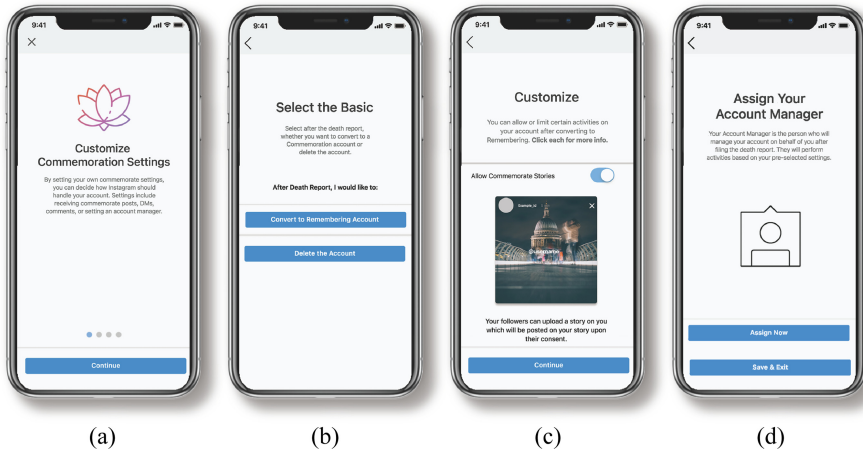 9:41
Customize
Commemoration Settings
By setting your own commemorate settings,
you can decide how Instagram should
handle your account. Settings include
receiving commemorate posts, DMs,
comments, or setting an account manager.
Continue
(a)
9:41
Select the Basic
Select after the death report,
whether you want to convert to a
Commemoration account or
delete the account.
After Death Report, I would like to:
Convert to Remembering Account
Delete the Account
(b)
9:41
Customize
You can allow or limit certain activities on
your account after converting to
Remembering. Click each for more info.
Allow Commemorate Stories
Example_id
@username
Your followers can upload a story on you
which will be posted on your story upon
their consent.
Continue
(c)
9:41
Assign Your
Account Manager
Your Account Manager is the person who will
manage your account on behalf of you after
filing the death report. They will perform
activities based on your pre-selected settings.
Assign Now
Save & Exit
(d)